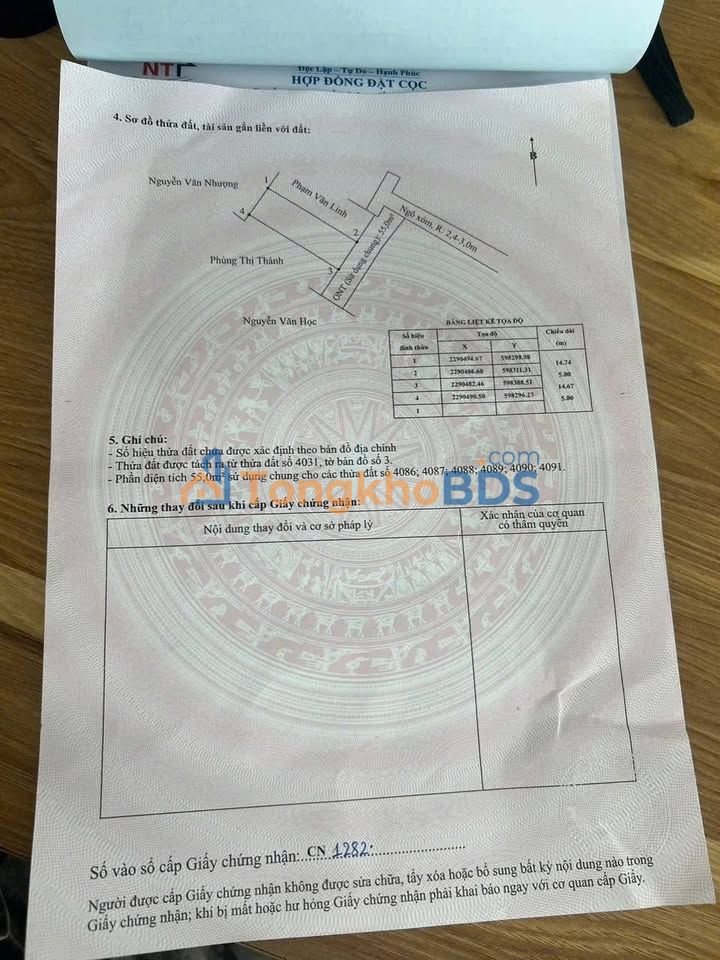 NTL
Độc Lập – Tự Do – Hạnh Phúc
HỢP ĐỒNG ĐẶT CỌC
4. Sơ đồ thửa đất, tài sản gắn liền với đất:
B
Nguyễn Văn Nhượng
1
Phạm Văn Linh
4
2
Ngõ xóm, R: 2,4-3,0m
Phùng Thị Thành
3
ONT (Sử dụng chung): 55,0m²
Nguyễn Văn Học
BẢNG LIỆT KÊ TỌA ĐỘ
Số hiệu đỉnh thửa Tọa độ Chiều dài (m)
X Y
1 2290494.67 598298.98
14.74
2 2290486.60 598311.31
5.00
3 2290482.46 598308.51
14.67
4 2290490.50 598296.23
5.00
1
5. Ghi chú:
- Số hiệu thửa đất chưa được xác định theo bản đồ địa chính
- Thửa đất được tách ra từ thửa đất số 4031, tờ bản đồ số 3.
- Phần diện tích 55,0m² sử dụng chung cho các thửa đất số 4086; 4087; 4088; 4089; 4090; 4091.
TongkhoBDS
.com
6. Những thay đổi sau khi cấp Giấy chứng nhận:
Nội dung thay đổi và cơ sở pháp lý
Xác nhận của cơ quan
có thẩm quyền
Số vào sổ cấp Giấy chứng nhận: CN 1282
Người được cấp Giấy chứng nhận không được sửa chữa, tẩy xóa hoặc bổ sung bất kỳ nội dung nào trong
Giấy chứng nhận; khi bị mất hoặc hư hỏng Giấy chứng nhận phải khai báo ngay với cơ quan cấp Giấy.